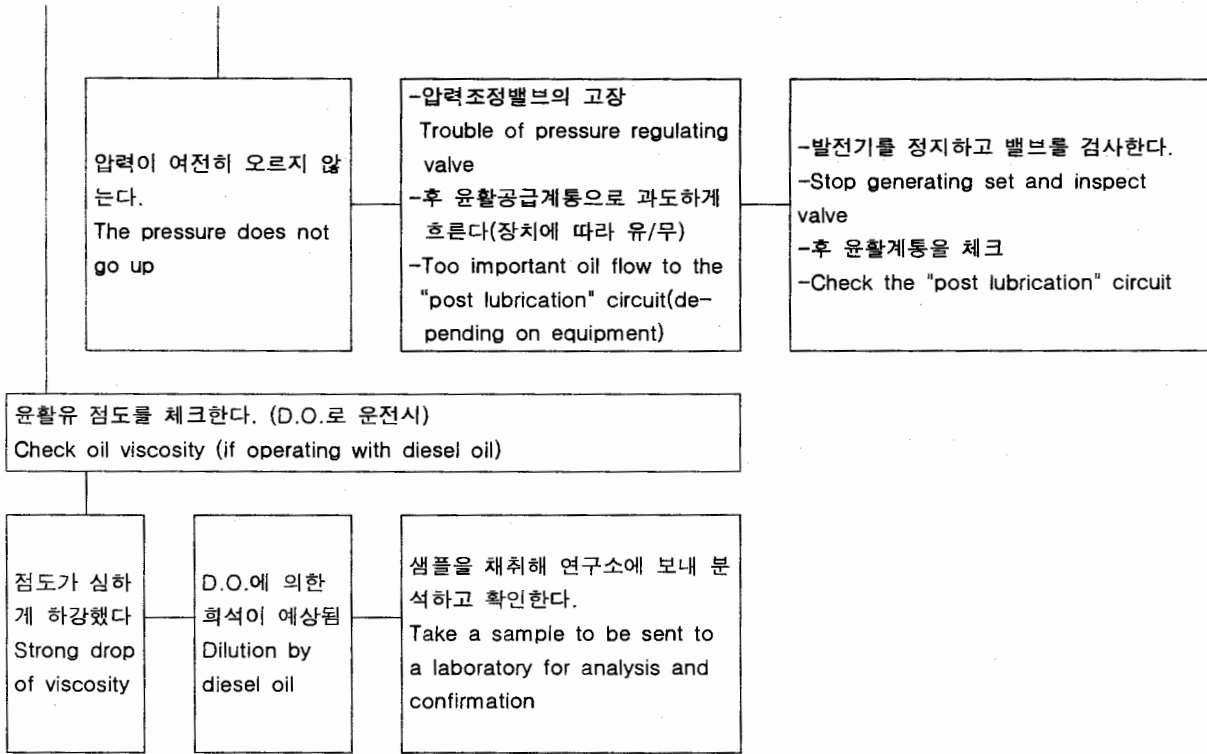 압력이 여전히 오르지 않
는다.
The pressure does not
go up
-압력조정밸브의 고장
Trouble of pressure regulating
valve
-후 윤활공급계통으로 과도하게
흐른다(장치에 따라 유/무)
-Too important oil flow to the
"post lubrication" circuit(de-
pending on equipment)
-발전기를 정지하고 밸브를 검사한다.
-Stop generating set and inspect
valve
-후 윤활계통을 체크
-Check the "post lubrication" circuit
윤활유 점도를 체크한다. (D.O.로 운전시)
Check oil viscosity (if operating with diesel oil)
점도가 심하
게 하강했다
Strong drop
of viscosity
D.O.에 의한
희석이 예상됨
Dilution by
diesel oil
샘플을 채취해 연구소에 보내 분
석하고 확인한다.
Take a sample to be sent to
a laboratory for analysis and
confirmation